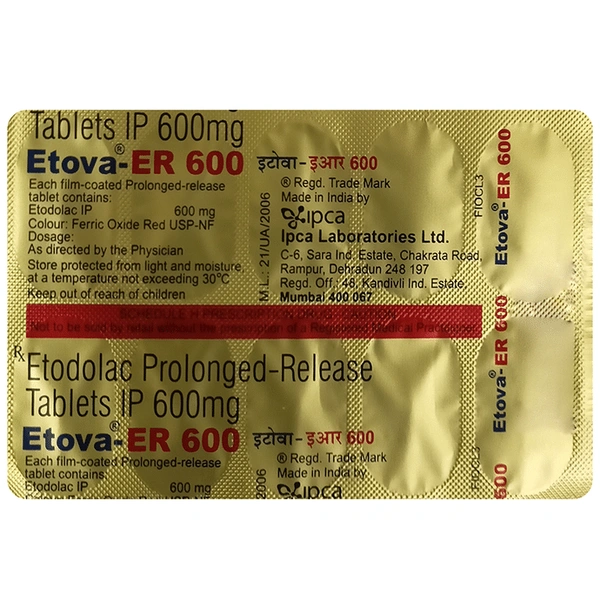 Tablets IP 600mg
Etova-ER 600
Each film-coated Prolonged-release
tablet contains:
Etodolac IP 600 mg
Colour: Ferric Oxide Red USP-NF
Dosage:
As directed by the Physician
Store protected from light and moisture
at a temperature not exceeding 30°C
Keep out of reach of children
M.L.: 21/UA/2006
इटोवा - इआर 600
® Regd. Trade Mark
Made in India by
ipca
Ipca Laboratories Ltd.
C-6, Sara Ind. Estate, Chakrata Road,
Rampur, Dehradun 248 197
Regd. Off.: 48, Kandivli Ind. Estate,
Mumbai 400 067
FIOCL3
Etova®-ER 600
SCHEDULE H PRESCRIPTION DRUG - CAUTION
Not to be sold by retail without the prescription of a Registered Medical Practitioner.
Rx Etodolac Prolonged-Release
Tablets IP 600mg
Etova®-ER 600
Each film-coated Prolonged-release
tablet contains:
Etodolac IP 600 mg
/2006
इटोवा - इआर 600
® Regd. Trade Mark
Made in India by
ipca
FIOCL3
Etova®-ER 600
600